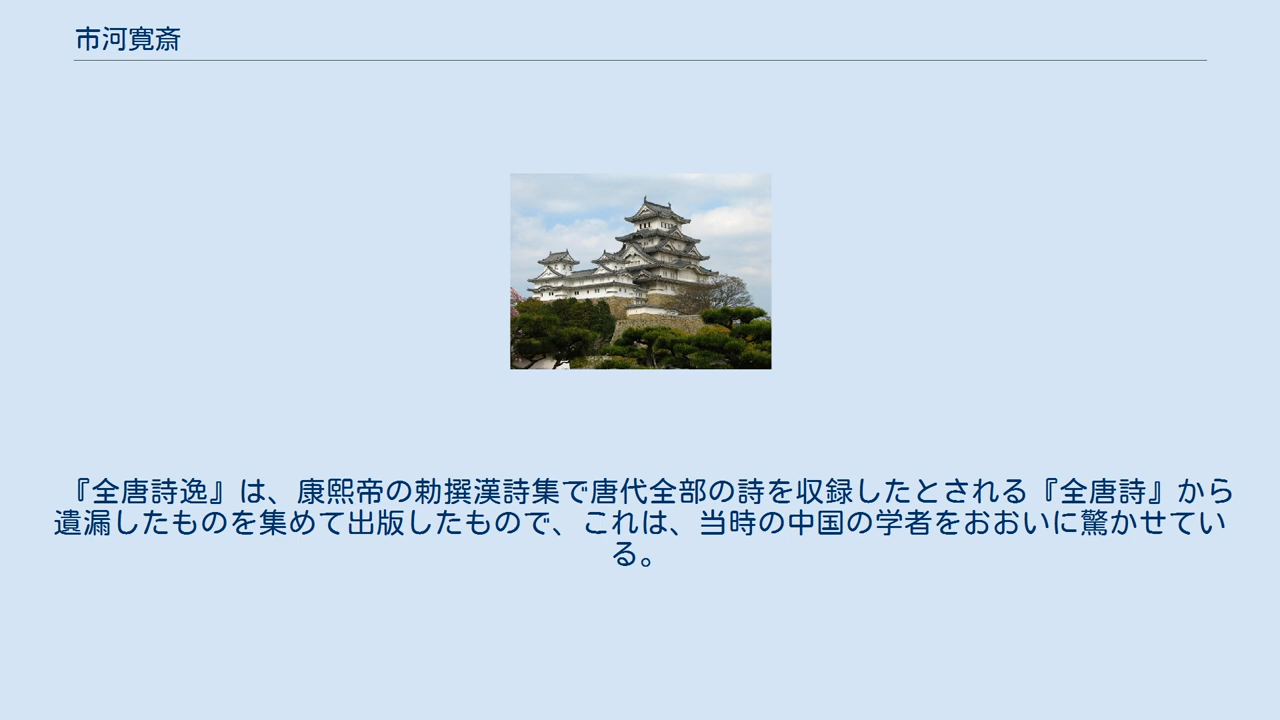 市河寛斎
『全唐詩逸』は、康熙帝の勅撰漢詩集で唐代全部の詩を収録したとされる『全唐詩』から
遺漏したものを集めて出版したもので、これは、当時の中国の学者をおおいに驚かせてい
る。